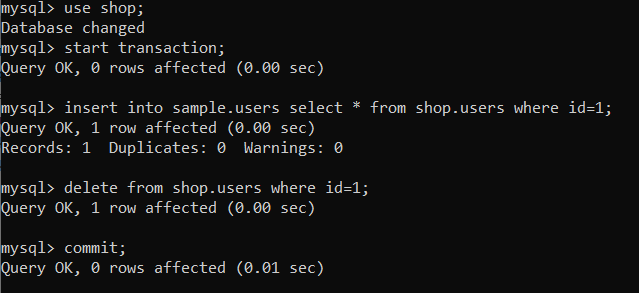 mysql> use shop;
Database changed
mysql> start transaction;
Query OK, 0 rows affected (0.00 sec)

mysql> insert into sample.users select * from shop.users where id=1;
Query OK, 1 row affected (0.00 sec)
Records: 1  Duplicates: 0  Warnings: 0

mysql> delete from shop.users where id=1;
Query OK, 1 row affected (0.00 sec)

mysql> commit;
Query OK, 0 rows affected (0.01 sec)